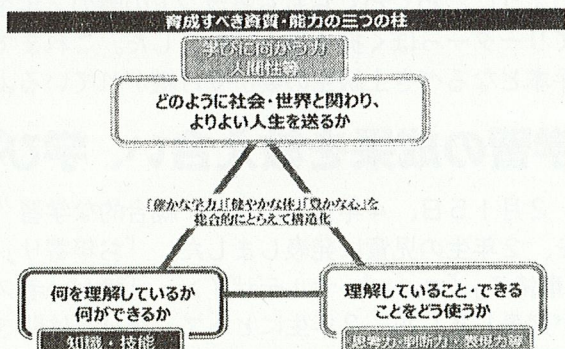 育成すべき資質・能力の三つの柱
学びに向かう力
人間性等
どのように社会・世界と関わり、
よりよい人生を送るか
「確かな学力」「健やかな体」「豊かな心」を
総合的にとらえて構造化
何を理解しているか
何ができるか
知識・技能
理解していること・できる
ことをどう使うか
思考力・判断力・表現力等